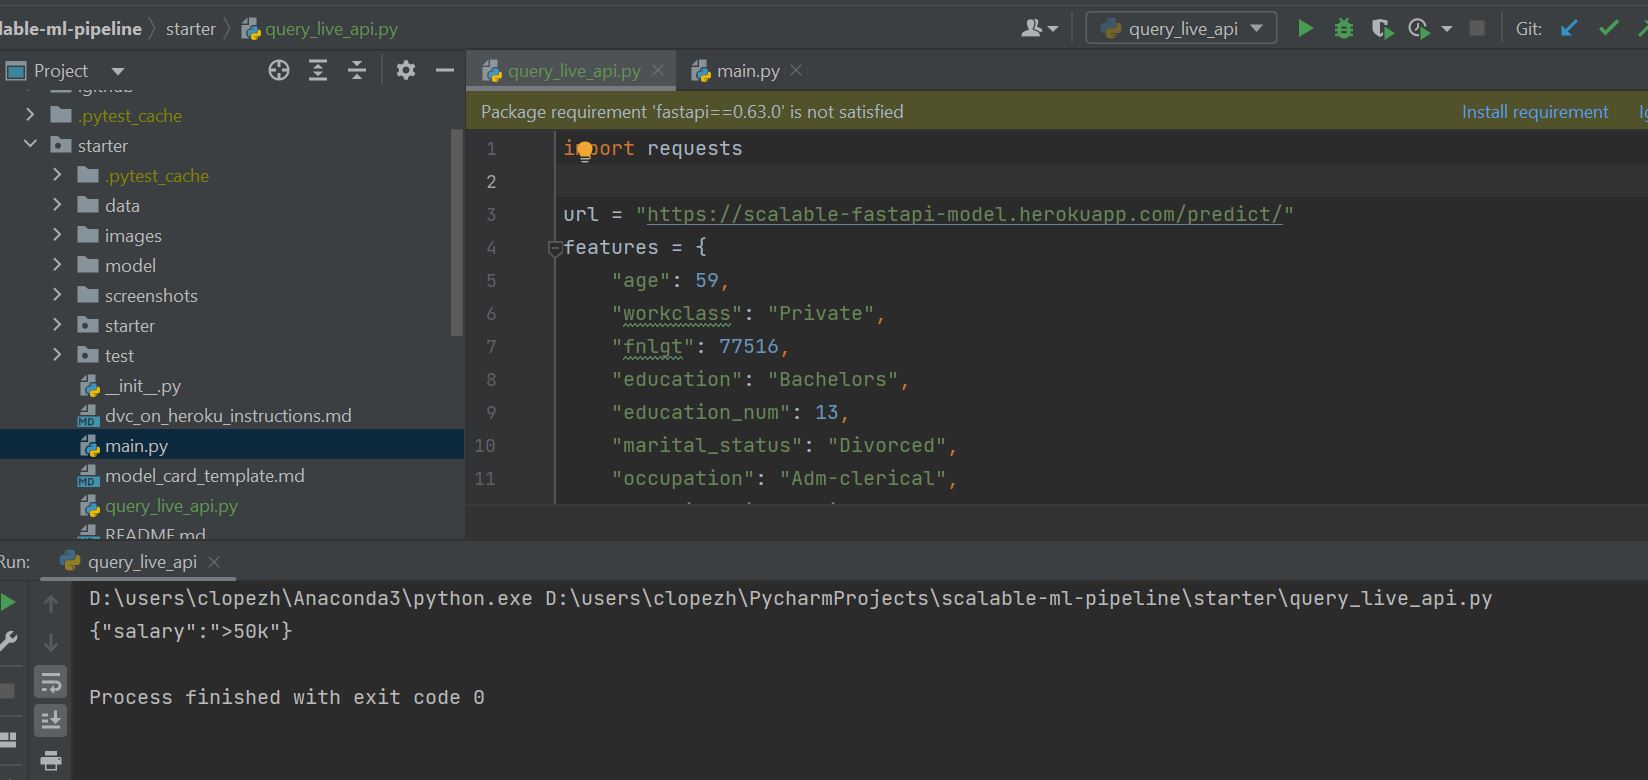 lable-ml-pipeline starter query_live_api.py
query_live_api
Git:
Project
query_live_api.py
main.py
.pytest_cache
starter
.pytest_cache
data
images
model
screenshots
starter
test
__init__.py
dvc_on_heroku_instructions.md
main.py
model_card_template.md
query_live_api.py
README.md
Package requirement 'fastapi==0.63.0' is not satisfied
Install requirement
1 import requests
2
3 url = "https://scalable-fastapi-model.herokuapp.com/predict/"
4 features = {
5 "age": 59,
6 "workclass": "Private",
7 "fnlgt": 77516,
8 "education": "Bachelors",
9 "education_num": 13,
10 "marital_status": "Divorced",
11 "occupation": "Adm-clerical",
Run:
query_live_api
D:\users\clopezh\Anaconda3\python.exe D:\users\clopezh\PycharmProjects\scalable-ml-pipeline\starter\query_live_api.py
{"salary":">50k"}
Process finished with exit code 0